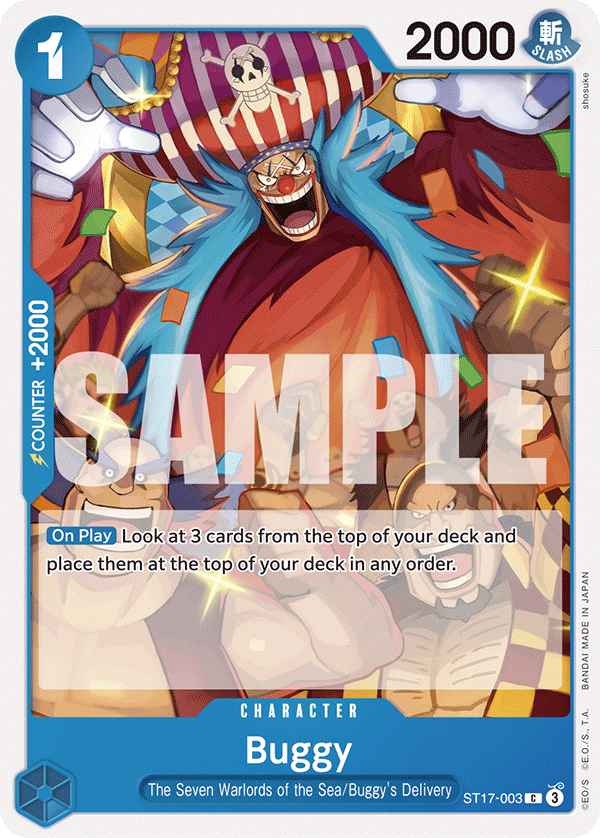 1
2000
斬
SLASH
shosuke
COUNTER +2000
SAMPLE
On Play Look at 3 cards from the top of your deck and
place them at the top of your deck in any order.
CHARACTER
Buggy
The Seven Warlords of the Sea/Buggy's Delivery
ST17-003 C 3
©EO/S ©E.O./S., T.A. BANDAI MADE IN JAPAN